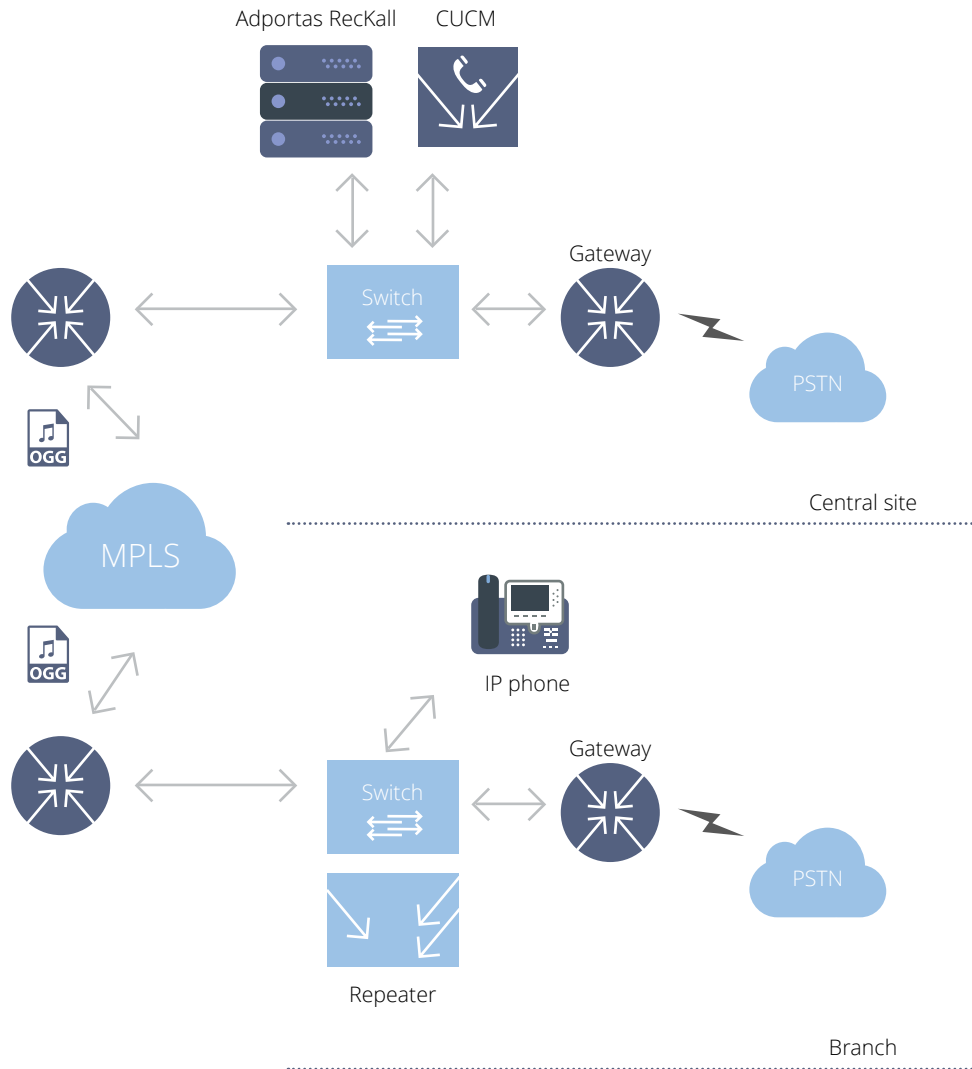 Adportas RecKall
CUCM
Gateway
Switch
PSTN
OGG
Central site
MPLS
OGG
IP phone
Gateway
Switch
PSTN
Repeater
Branch